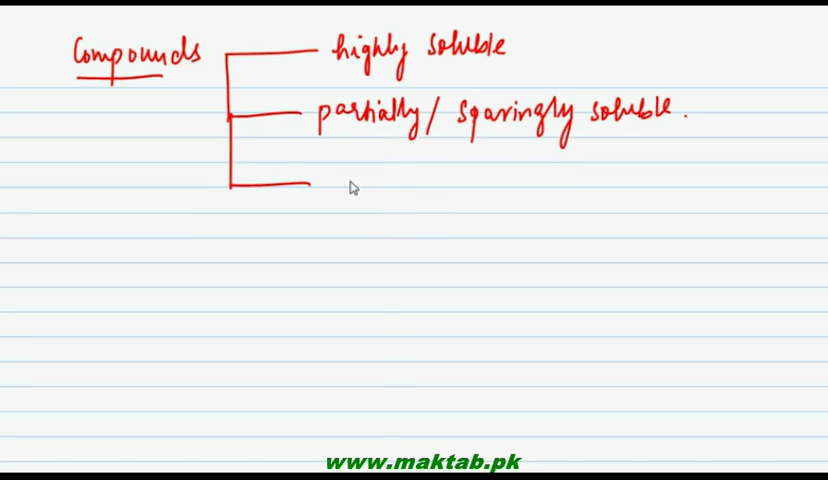 Compounds
highly soluble
partially / sparingly soluble.
www.maktab.pk